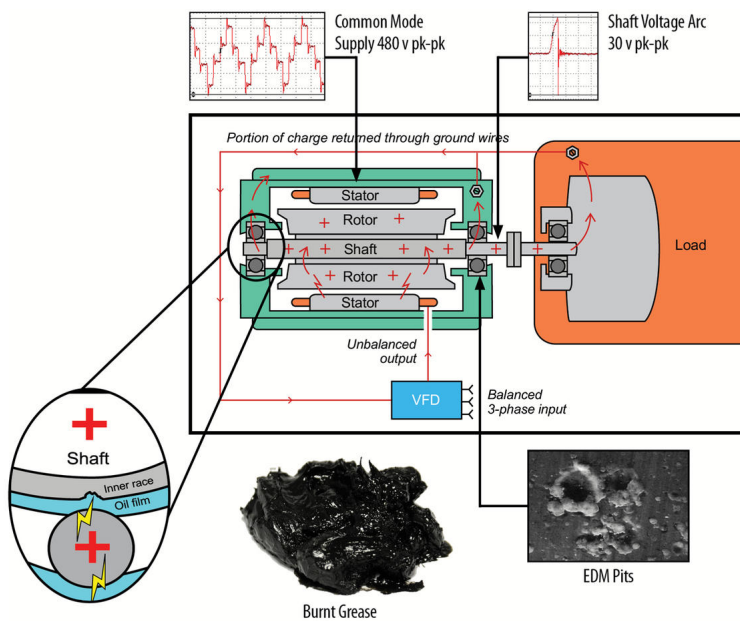 Common Mode
Supply 480 v pk-pk
Shaft Voltage Arc
30 v pk-pk
Portion of charge returned through ground wires
Stator
Rotor
Shaft
Rotor
Stator
Load
Unbalanced
output
VFD
Balanced
3-phase input
Shaft
Inner race
Oil film
Burnt Grease
EDM Pits